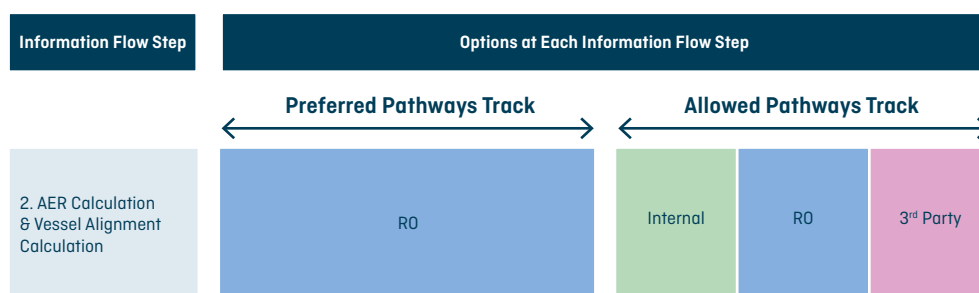 Information Flow Step
Options at Each Information Flow Step
Preferred Pathways Track
Allowed Pathways Track
2. AER Calculation
& Vessel Alignment
Calculation
RO
Internal
RO
3rd Party